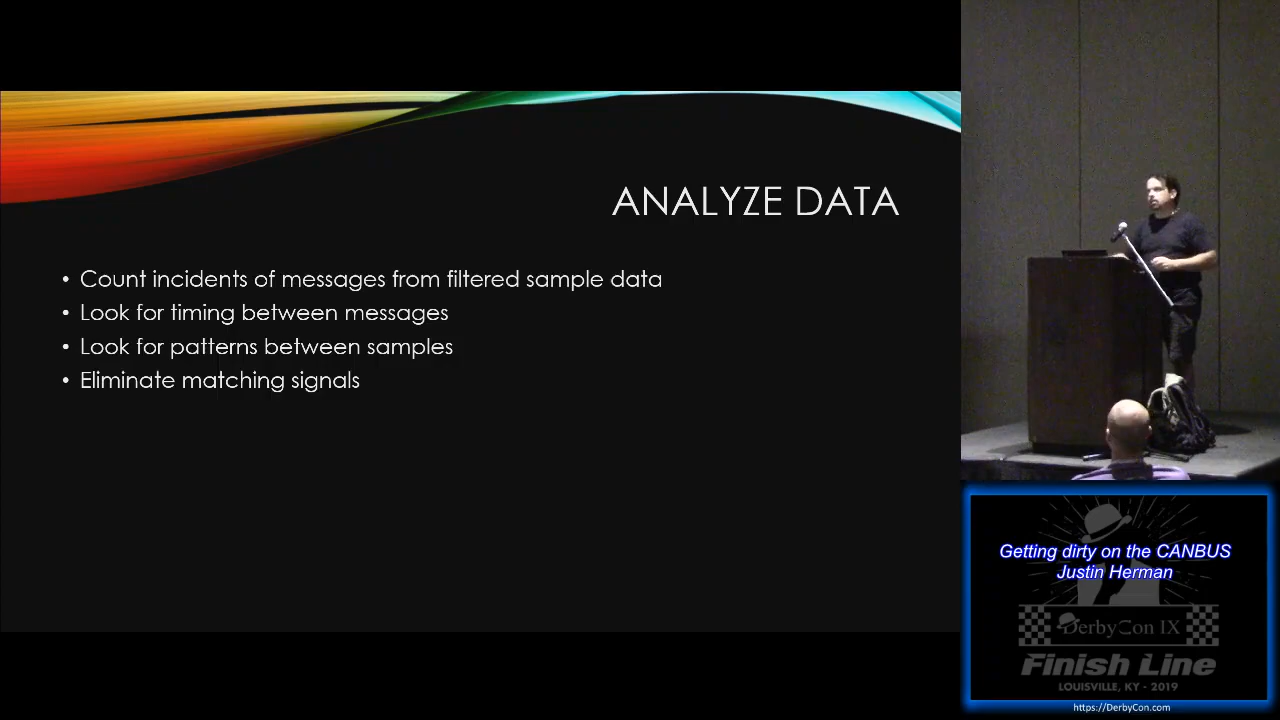 ANALYZE DATA
• Count incidents of messages from filtered sample data
• Look for timing between messages
• Look for patterns between samples
• Eliminate matching signals
Getting dirty on the CANBUS
Justin Herman
DerbyCon IX
Finish Line
LOUISVILLE, KY - 2019
https://DerbyCon.com